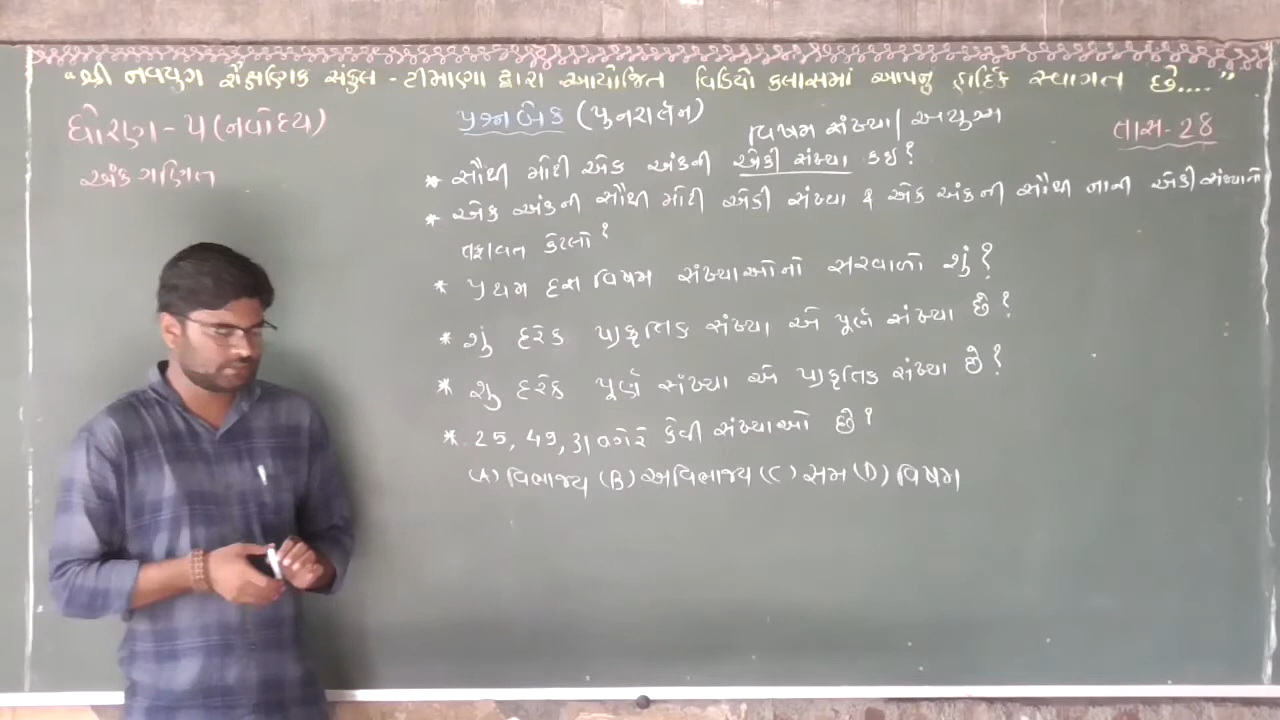 "શ્રી નવયુગ શૈક્ષણિક સંકુલ - ટીમાણા દ્વારા આયોજિત વિડિયો ક્લાસમાં આપનુ હાર્દિક સ્વાગત છે...."
ધોરણ - ૫ (નવોદય)
અંક ગણિત
પ્રશ્ન બેંક (પુનરાવર્તન)
વિષમ સંખ્યા | અયુગ્મ
તાસ - 28
* સૌથી મોટી એક અંકની એકી સંખ્યા કઇ?
* એક અંકની સૌથી મોટી એકી સંખ્યા ને એક અંકની સૌથી નાની એકી સંખ્યાનો
તફાવત કેટલો?
* પ્રથમ દસ વિષમ સંખ્યાઓનો સરવાળો શું?
* શું દરેક પ્રાકૃતિક સંખ્યા એ પૂર્ણ સંખ્યા છે?
* શું દરેક પૂર્ણ સંખ્યા એ પ્રાકૃતિક સંખ્યા છે?
* 25, 49, 31 વગેરે કેવી સંખ્યાઓ છે?
(A) વિભાજ્ય (B) અવિભાજ્ય (C) સમ (D) વિષમ